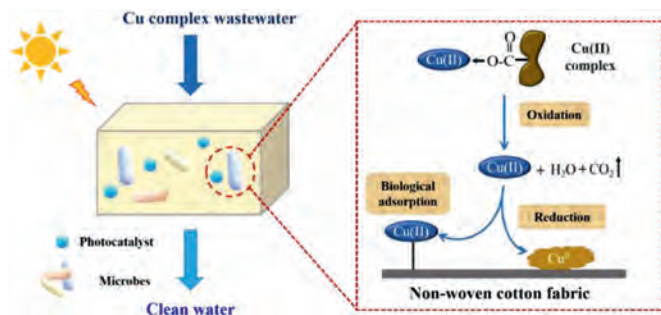 Cu complex wastewater
Photocatalyst
Microbes
Clean water
O
Cu(II)
O-C
Cu(II)
complex
Oxidation
Cu(II) + H₂O + CO₂
Biological
adsorption
Reduction
Cu(II)
Cu⁰
Non-woven cotton fabric